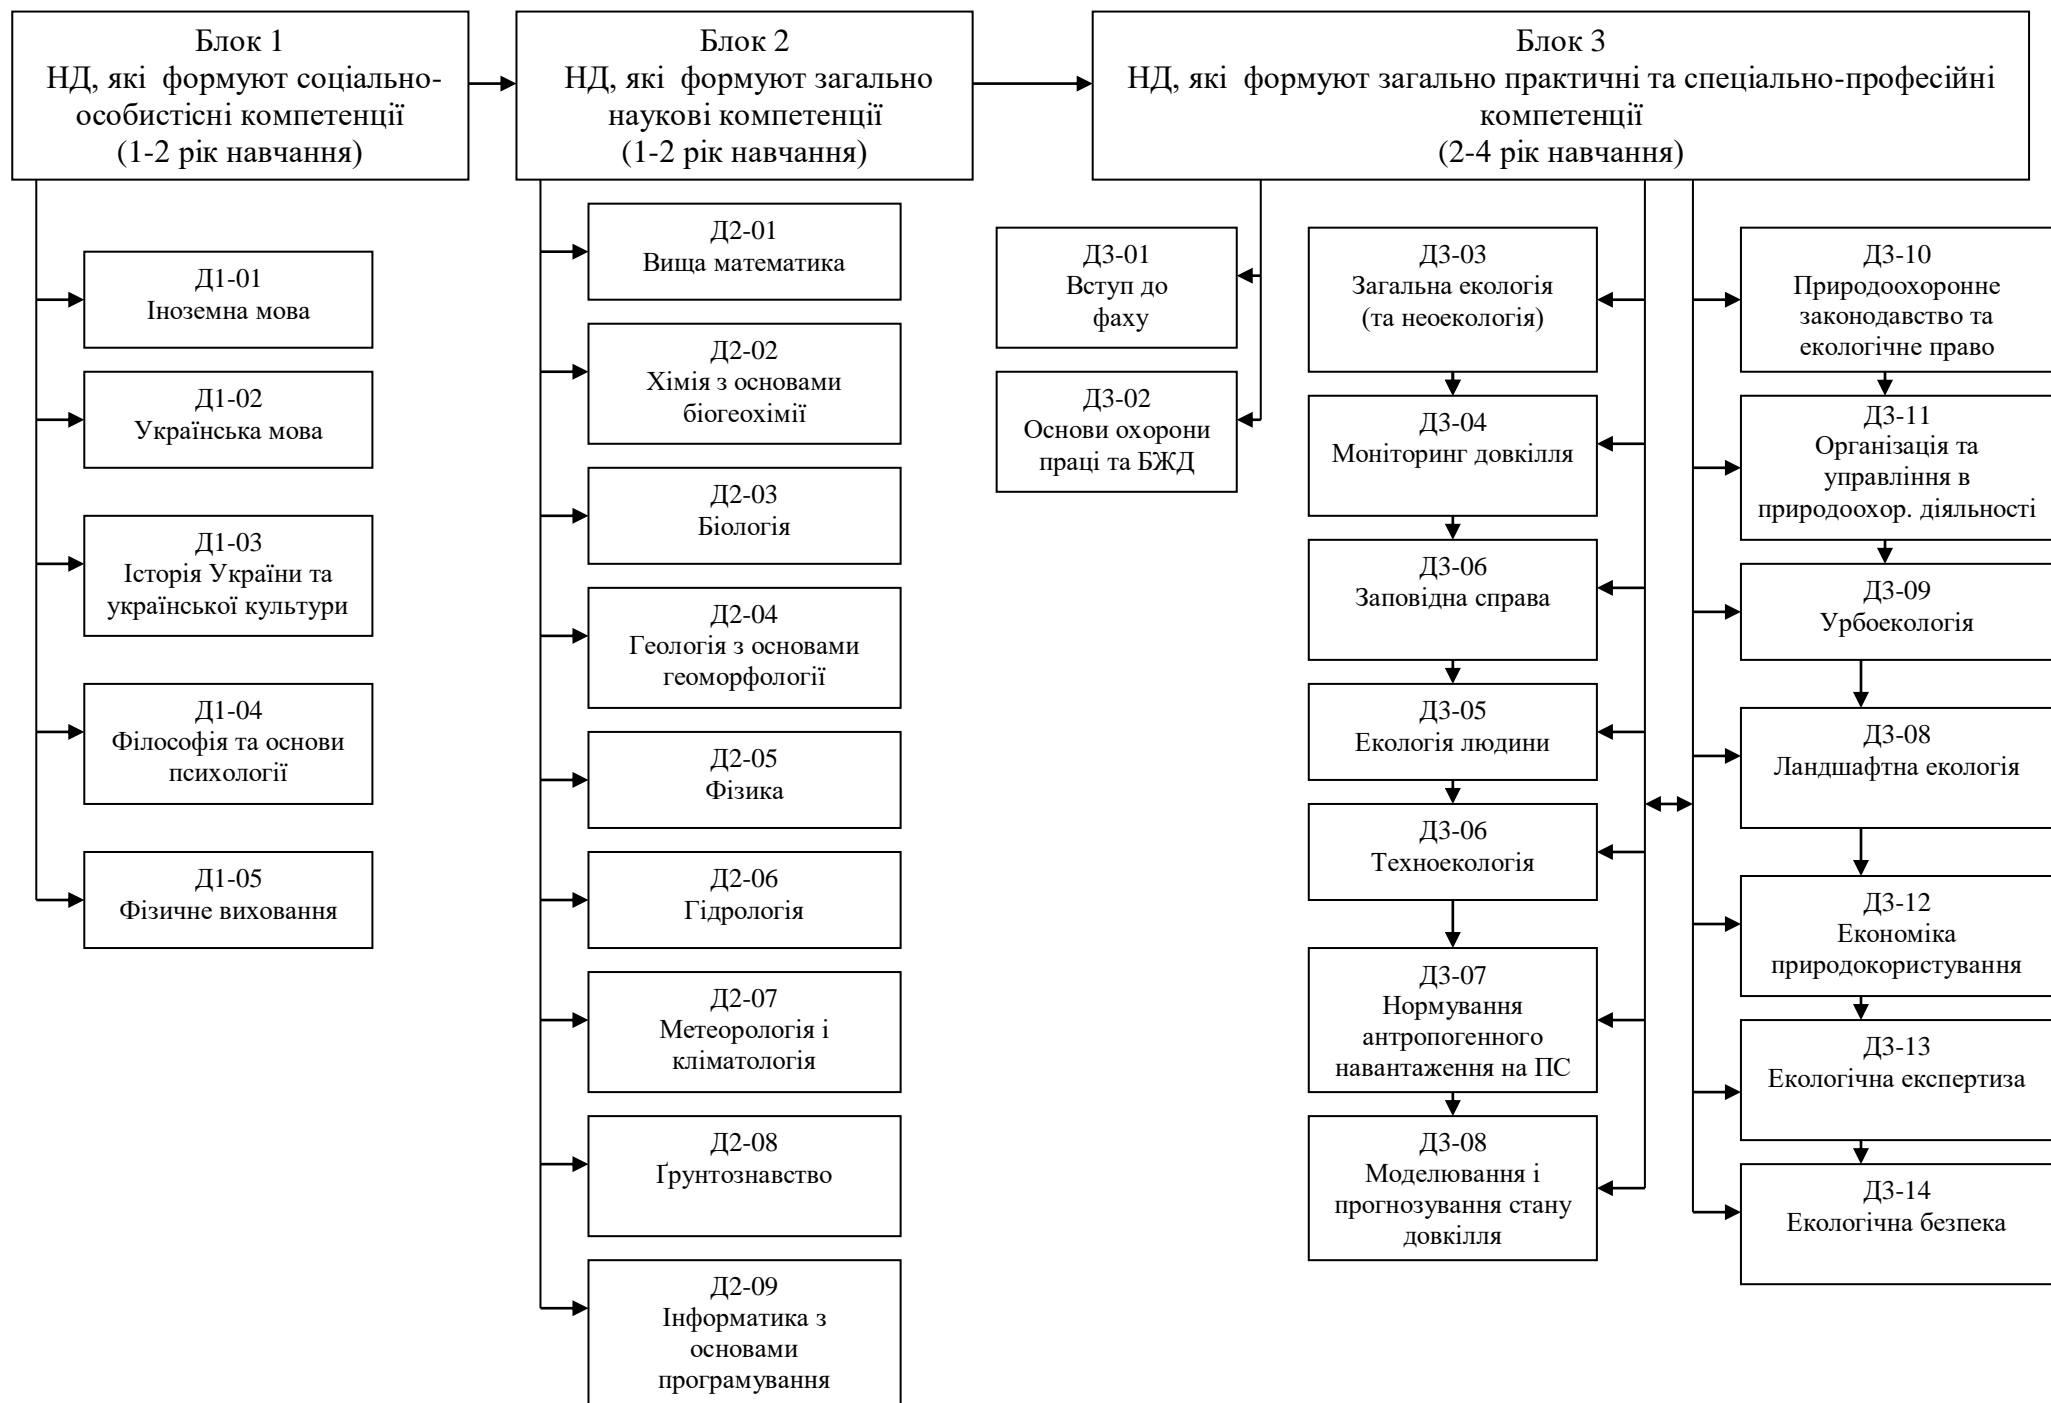 Блок 1
НД, які формуют соціально-
особистісні компетенції
(1-2 рік навчання)
Блок 2
НД, які формуют загально
наукові компетенції
(1-2 рік навчання)
Блок 3
НД, які формуют загально практичні та спеціально-професійні
компетенції
(2-4 рік навчання)
Д1-01
Іноземна мова
Д1-02
Українська мова
Д1-03
Історія України та
української культури
Д1-04
Філософія та основи
психології
Д1-05
Фізичне виховання
Д2-01
Вища математика
Д2-02
Хімія з основами
біогеохімії
Д2-03
Біологія
Д2-04
Геологія з основами
геоморфології
Д2-05
Фізика
Д2-06
Гідрологія
Д2-07
Метеорологія і
кліматологія
Д2-08
Ґрунтознавство
Д2-09
Інформатика з
основами
програмування
Д3-01
Вступ до
фаху
Д3-02
Основи охорони
праці та БЖД
Д3-03
Загальна екологія
(та неоекологія)
Д3-04
Моніторинг довкілля
Д3-06
Заповідна справа
Д3-05
Екологія людини
Д3-06
Техноекологія
Д3-07
Нормування
антропогенного
навантаження на ПС
Д3-08
Моделювання і
прогнозування стану
довкілля
Д3-10
Природоохоронне
законодавство та
екологічне право
Д3-11
Організація та
управління в
природоохор. діяльності
Д3-09
Урбоекологія
Д3-08
Ландшафтна екологія
Д3-12
Економіка
природокористування
Д3-13
Екологічна експертиза
Д3-14
Екологічна безпека